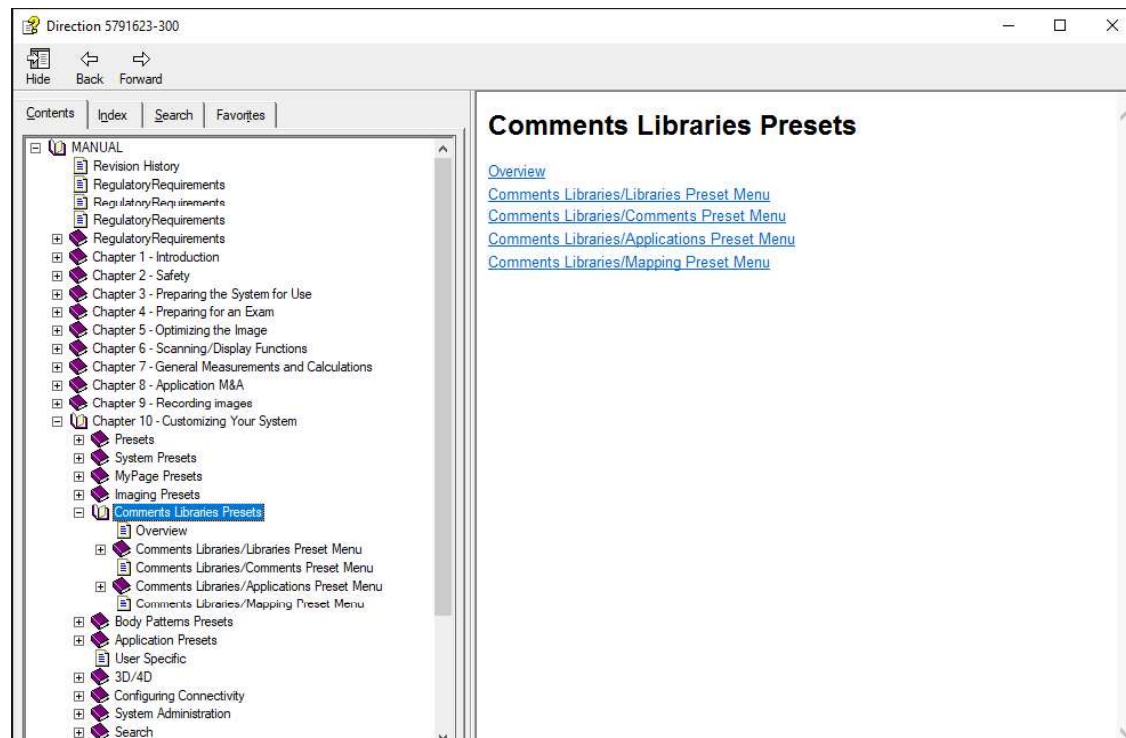 Direction 5791623-300
Hide Back Forward
Contents Index Search Favorites
MANUAL
Revision History
RegulatoryRequirements
RegulatoryRequirements
RegulatoryRequirements
RegulatoryRequirements
Chapter 1 - Introduction
Chapter 2 - Safety
Chapter 3 - Preparing the System for Use
Chapter 4 - Preparing for an Exam
Chapter 5 - Optimizing the Image
Chapter 6 - Scanning/Display Functions
Chapter 7 - General Measurements and Calculations
Chapter 8 - Application M&A
Chapter 9 - Recording images
Chapter 10 - Customizing Your System
Presets
System Presets
MyPage Presets
Imaging Presets
Comments Libraries Presets
Overview
Comments Libraries/Libraries Preset Menu
Comments Libraries/Comments Preset Menu
Comments Libraries/Applications Preset Menu
Comments Libraries/Mapping Preset Menu
Body Patterns Presets
Application Presets
User Specific
3D/4D
Configuring Connectivity
System Administration
Search
Comments Libraries Presets
Overview
Comments Libraries/Libraries Preset Menu
Comments Libraries/Comments Preset Menu
Comments Libraries/Applications Preset Menu
Comments Libraries/Mapping Preset Menu